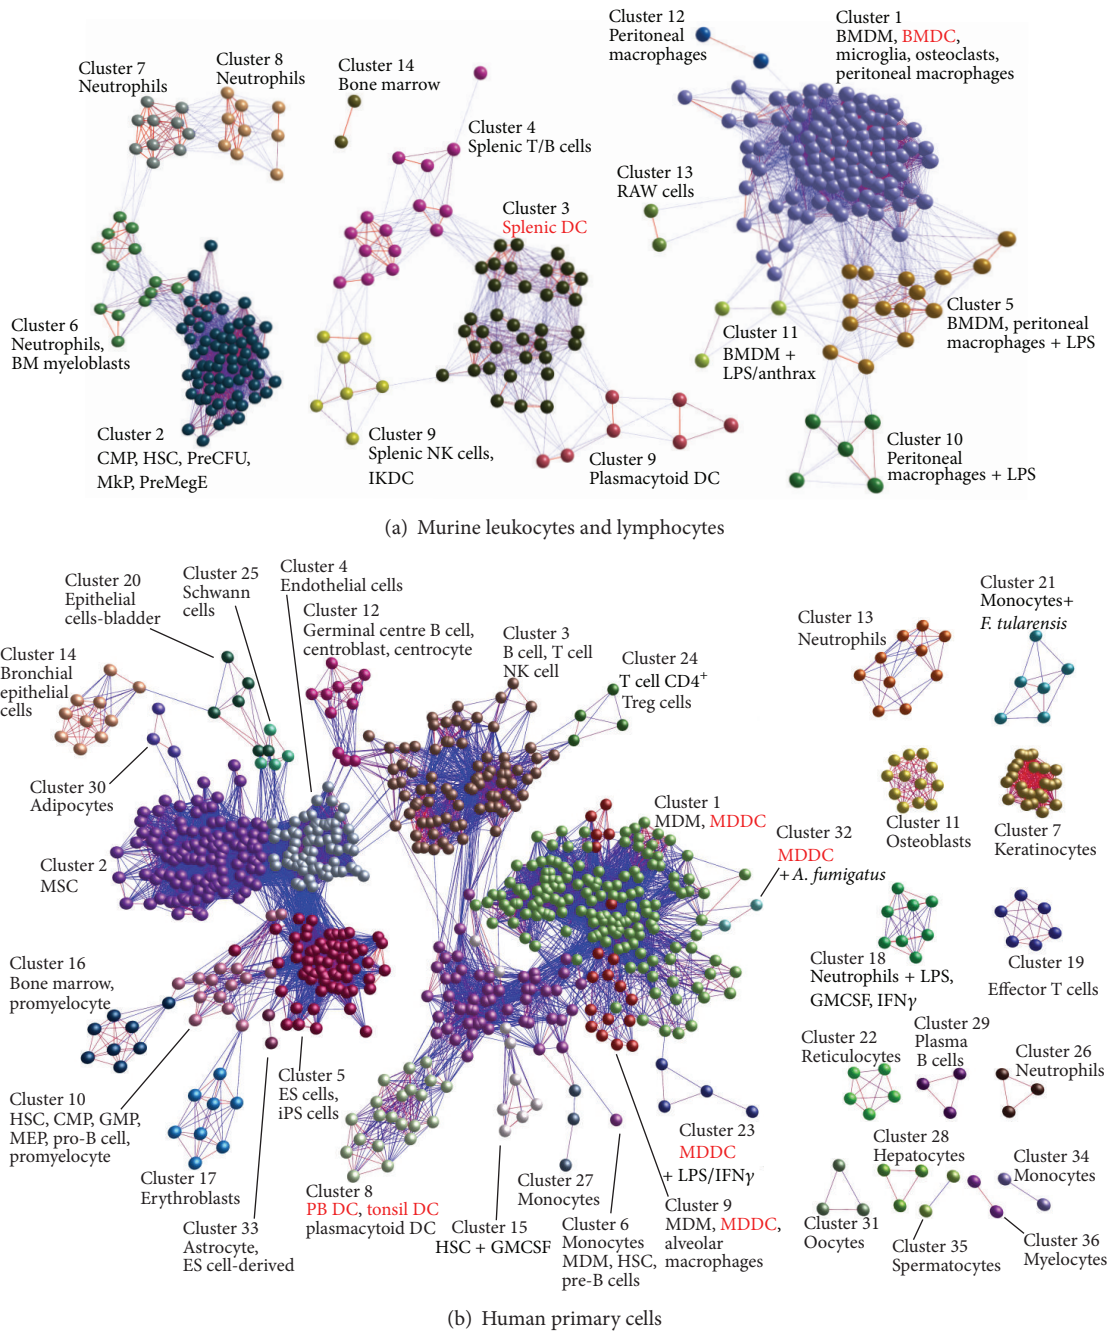 Cluster 12
Peritoneal
macrophages
Cluster 1
BMDM, BMDC,
microglia, osteoclasts,
peritoneal macrophages
Cluster 7
Neutrophils
Cluster 8
Neutrophils
Cluster 14
Bone marrow
Cluster 4
Splenic T/B cells
Cluster 13
RAW cells
Cluster 3
Splenic DC
Cluster 6
Neutrophils,
BM myeloblasts
Cluster 5
BMDM, peritoneal
macrophages + LPS
Cluster 11
BMDM +
LPS/anthrax
Cluster 2
CMP, HSC, PreCFU,
MkP, PreMegE
Cluster 9
Splenic NK cells,
IKDC
Cluster 9
Plasmacytoid DC
Cluster 10
Peritoneal
macrophages + LPS
(a) Murine leukocytes and lymphocytes
Cluster 20
Epithelial
cells-bladder
Cluster 25
Schwann
cells
Cluster 4
Endothelial cells
Cluster 12
Germinal centre B cell,
centroblast, centrocyte
Cluster 3
B cell, T cell
NK cell
Cluster 24
T cell CD4+
Treg cells
Cluster 13
Neutrophils
Cluster 21
Monocytes+
F. tularensis
Cluster 14
Bronchial
epithelial
cells
Cluster 30
Adipocytes
Cluster 1
MDM, MDDC
Cluster 32
MDDC
+ A. fumigatus
Cluster 11
Osteoblasts
Cluster 7
Keratinocytes
Cluster 2
MSC
Cluster 16
Bone marrow,
promyelocyte
Cluster 18
Neutrophils + LPS,
GMCSF, IFNγ
Cluster 19
Effector T cells
Cluster 22
Reticulocytes
Cluster 29
Plasma
B cells
Cluster 26
Neutrophils
Cluster 10
HSC, CMP, GMP,
MEP, pro-B cell,
promyelocyte
Cluster 5
ES cells,
iPS cells
Cluster 17
Erythroblasts
Cluster 33
Astrocyte,
ES cell-derived
Cluster 8
PB DC, tonsil DC
plasmacytoid DC
Cluster 15
HSC + GMCSF
Cluster 27
Monocytes
Cluster 6
Monocytes
MDM, HSC,
pre-B cells
Cluster 23
MDDC
+ LPS/IFNγ
Cluster 9
MDM, MDDC,
alveolar
macrophages
Cluster 28
Hepatocytes
Cluster 34
Monocytes
Cluster 31
Oocytes
Cluster 35
Spermatocytes
Cluster 36
Myelocytes
(b) Human primary cells